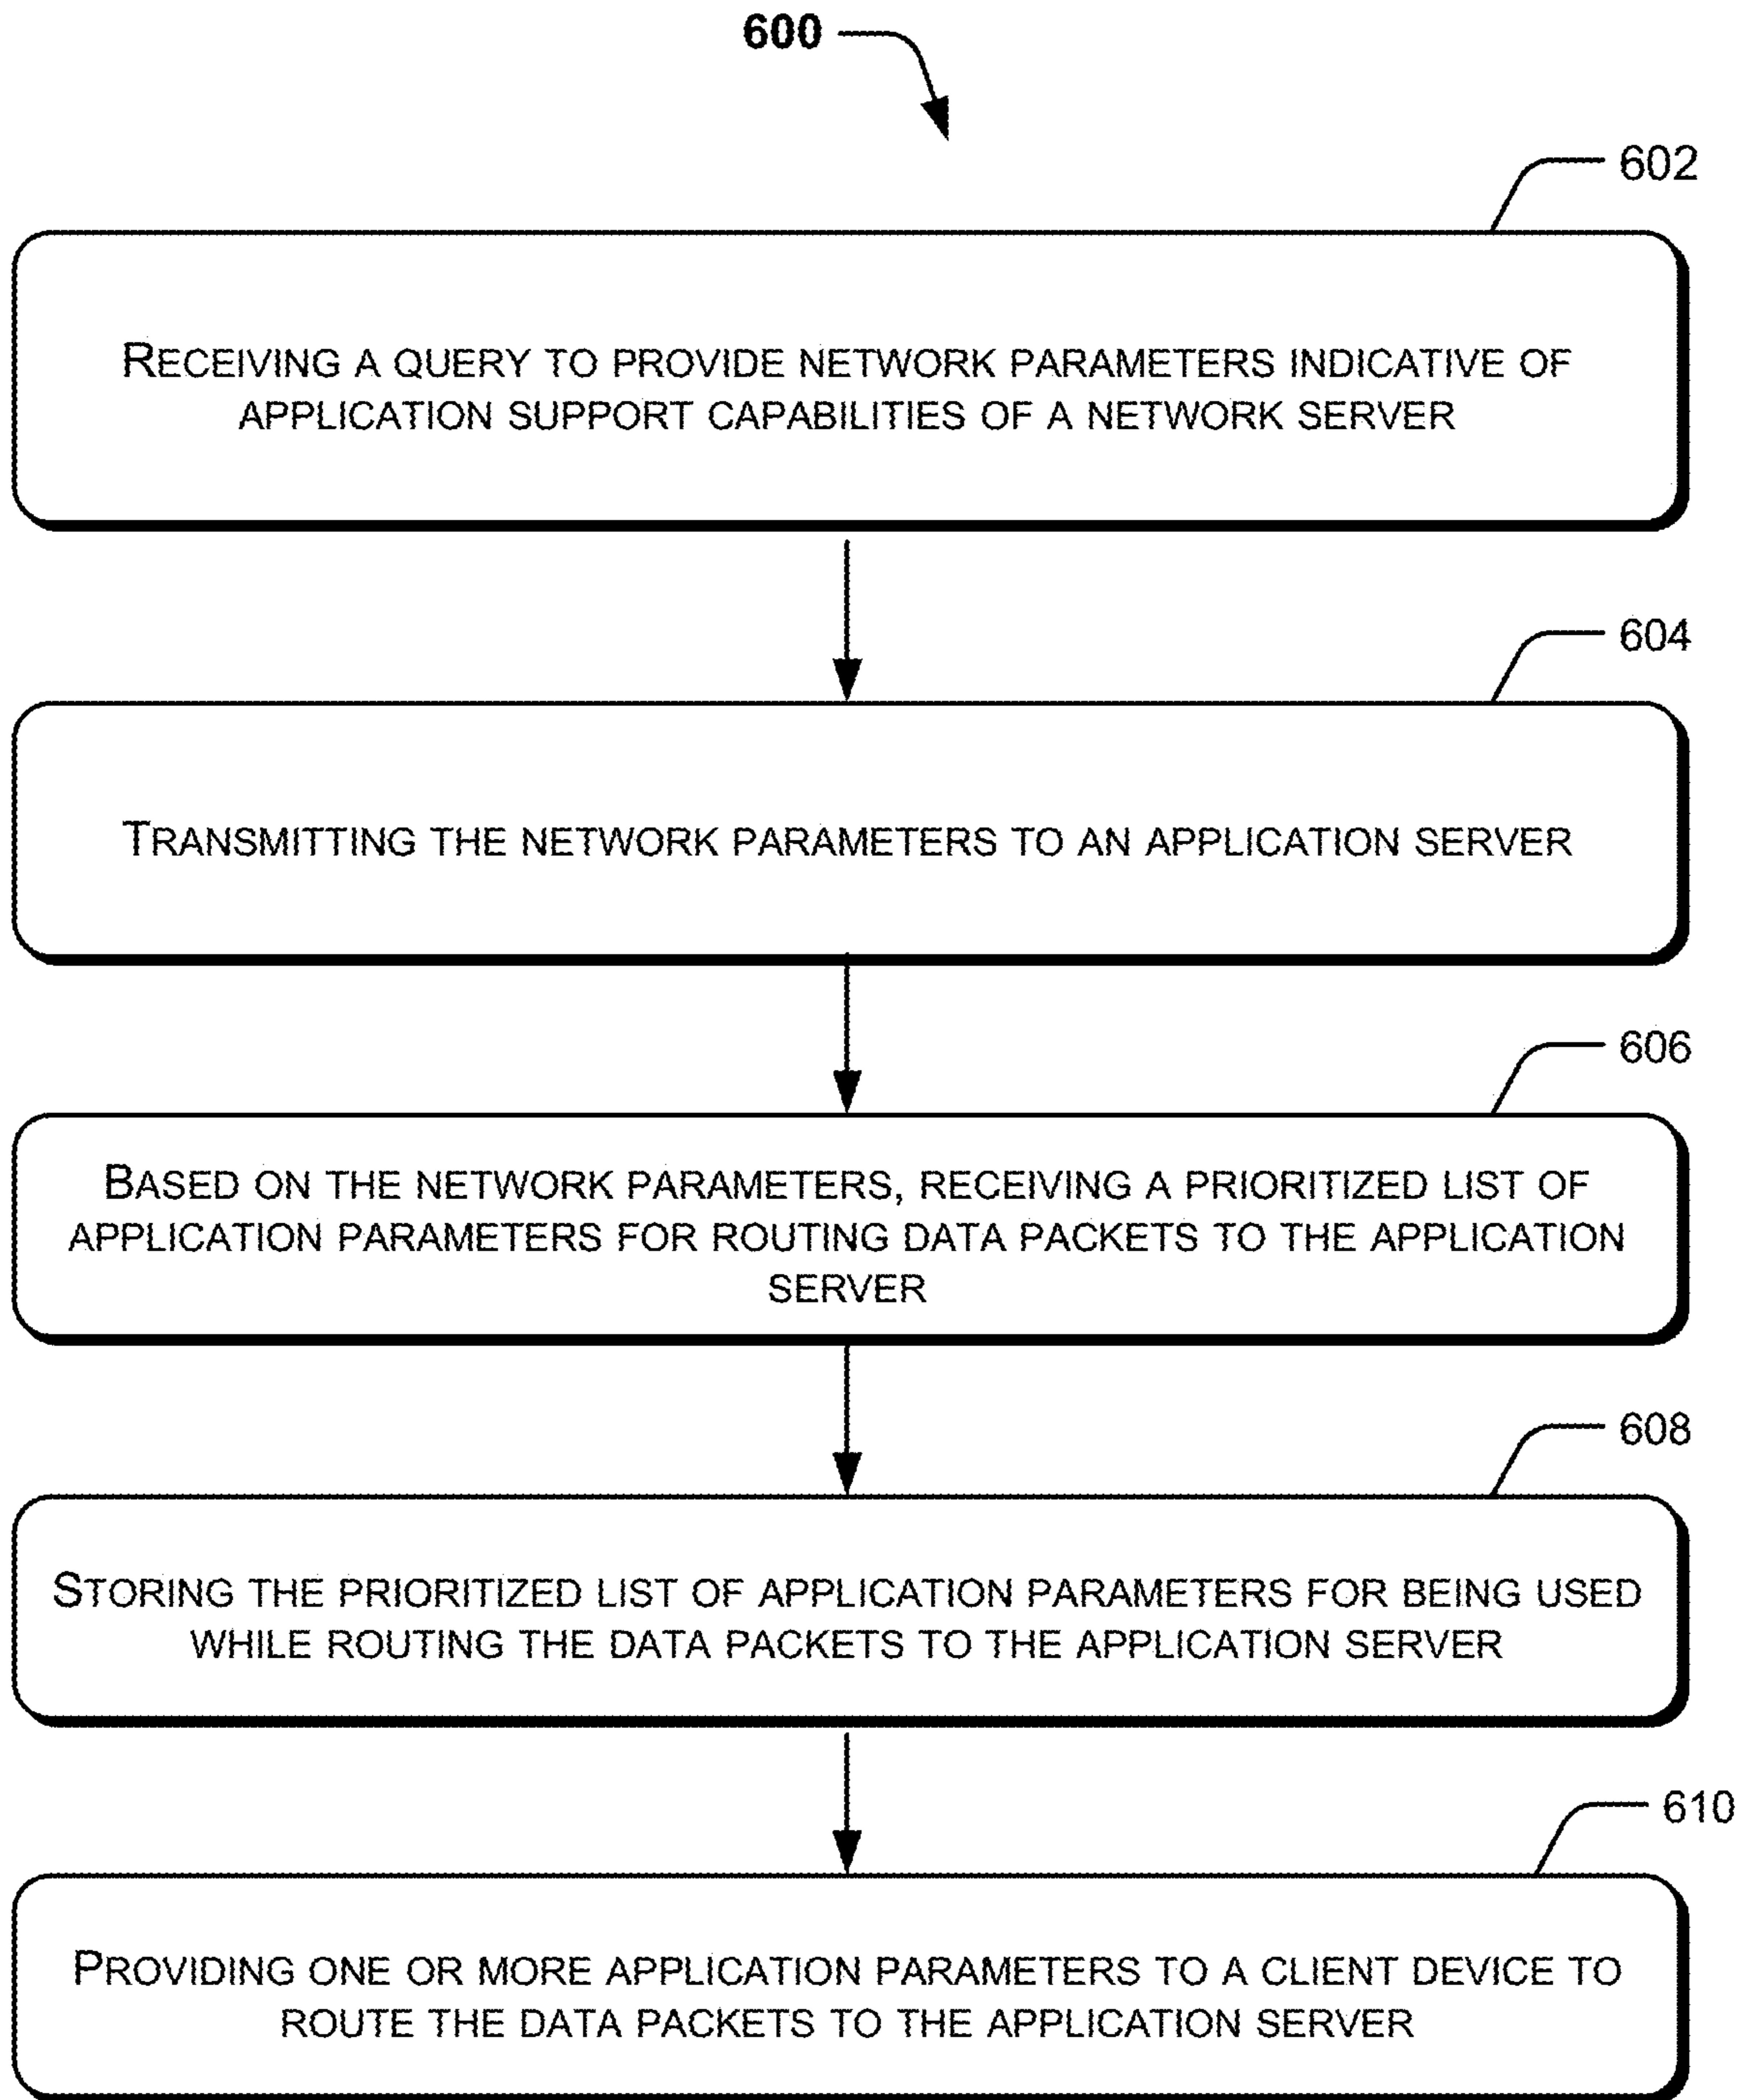 600
602
RECEIVING A QUERY TO PROVIDE NETWORK PARAMETERS INDICATIVE OF
APPLICATION SUPPORT CAPABILITIES OF A NETWORK SERVER
604
TRANSMITTING THE NETWORK PARAMETERS TO AN APPLICATION SERVER
606
BASED ON THE NETWORK PARAMETERS, RECEIVING A PRIORITIZED LIST OF
APPLICATION PARAMETERS FOR ROUTING DATA PACKETS TO THE APPLICATION
SERVER
608
STORING THE PRIORITIZED LIST OF APPLICATION PARAMETERS FOR BEING USED
WHILE ROUTING THE DATA PACKETS TO THE APPLICATION SERVER
610
PROVIDING ONE OR MORE APPLICATION PARAMETERS TO A CLIENT DEVICE TO
ROUTE THE DATA PACKETS TO THE APPLICATION SERVER